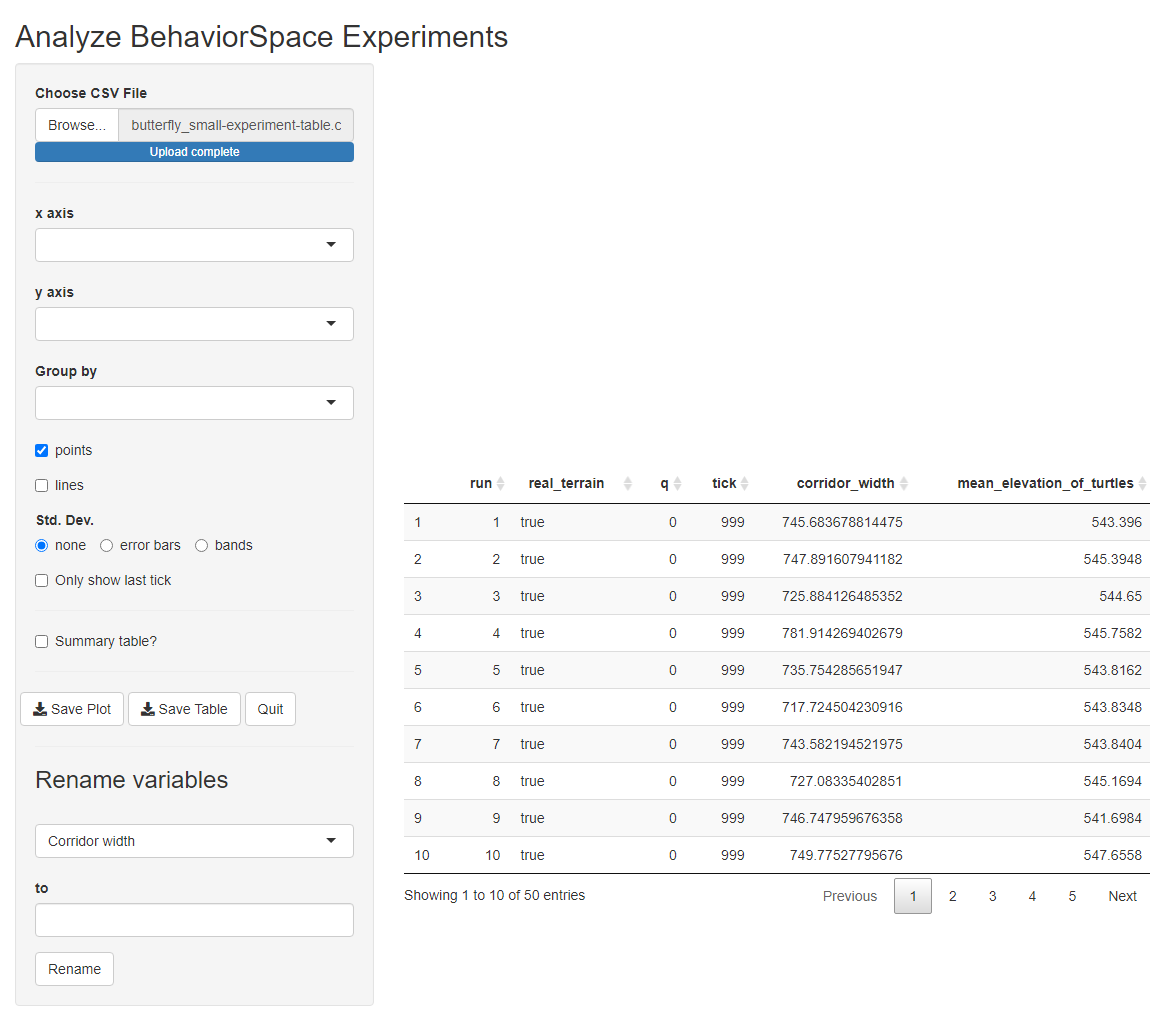 Analyze BehaviorSpace Experiments
Choose CSV File
Browse... butterfly_small-experiment-table.c
Upload complete
x axis
y axis
Group by
points
lines
Std. Dev.
none error bars bands
Only show last tick
Summary table?
Save Plot Save Table Quit
Rename variables
Corridor width
to
Rename
run real_terrain q tick corridor_width mean_elevation_of_turtles
1 1 true 0 999 745.683678814475 543.396
2 2 true 0 999 747.891607941182 545.3948
3 3 true 0 999 725.884126485352 544.65
4 4 true 0 999 781.914269402679 545.7582
5 5 true 0 999 735.754285651947 543.8162
6 6 true 0 999 717.724504230916 543.8348
7 7 true 0 999 743.582194521975 543.8404
8 8 true 0 999 727.08335402851 545.1694
9 9 true 0 999 746.747959676358 541.6984
10 10 true 0 999 749.77527795676 547.6558
Showing 1 to 10 of 50 entries Previous 1 2 3 4 5 Next